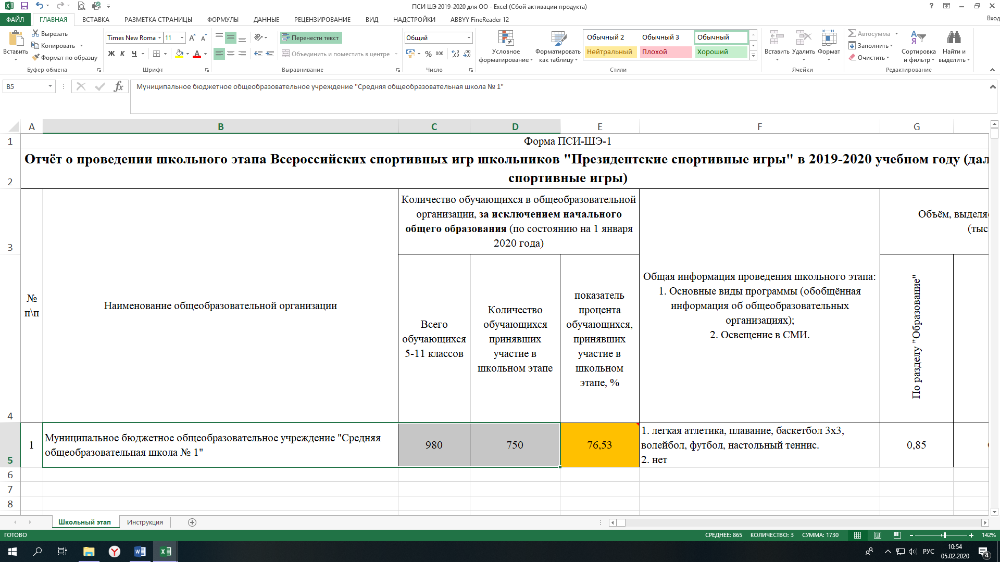 ПСИ ШЭ 2019-2020 для ОО - Excel (Сбой активации продукта)
ФАЙЛ ГЛАВНАЯ ВСТАВКА РАЗМЕТКА СТРАНИЦЫ ФОРМУЛЫ ДАННЫЕ РЕЦЕНЗИРОВАНИЕ ВИД НАДСТРОЙКИ ABBYY FineReader 12 Вход
Вставить
Вырезать
Копировать
Формат по образцу
Буфер обмена
Times New Roma 11
Ж К Ч
Шрифт
Перенести текст
Объединить и поместить в центре
Выравнивание
Общий
% 000
Число
Условное
форматирование
Форматировать
как таблицу
Обычный 2 Обычный 3 Обычный
Нейтральный Плохой Хороший
Стили
Вставить Удалить Формат
Ячейки
Автосумма
Заполнить
Очистить
Сортировка
и фильтр
Найти и
выделить
Редактирование
B5 fx Муниципальное бюджетное общеобразовательное учреждение "Средняя общеобразовательная школа № 1"
A B C D E F G
1 Форма ПСИ-ШЭ-1
Отчёт о проведении школьного этапа Всероссийских спортивных игр школьников "Президентские спортивные игры" в 2019-2020 учебном году (дал
2 спортивные игры)
3
4
№
п\п
Наименование общеобразовательной организации
Количество обучающихся в общеобразовательной
организации, за исключением начального
общего образования (по состоянию на 1 января
2020 года)
Всего
обучающихся
5-11 классов
Количество
обучающихся
принявших
участие в
школьном этапе
показатель
процента
обучающихся,
принявших
участие в
школьном
этапе, %
Общая информация проведения школьного этапа:
1. Основные виды программы (обобщённая
информация об общеобразовательных
организациях);
2. Освещение в СМИ.
Объём, выделя
(тыс
По разделу "Образование"
5
1
Муниципальное бюджетное общеобразовательное учреждение "Средняя
общеобразовательная школа № 1"
980
750
76,53
1. легкая атлетика, плавание, баскетбол 3х3,
волейбол, футбол, настольный теннис.
2. нет
0,85
6
7
8
Школьный этап Инструкция
ГОТОВО СРЕДНЕЕ: 865 КОЛИЧЕСТВО: 3 СУММА: 1730 142%
РУС
10:54
05.02.2020
4